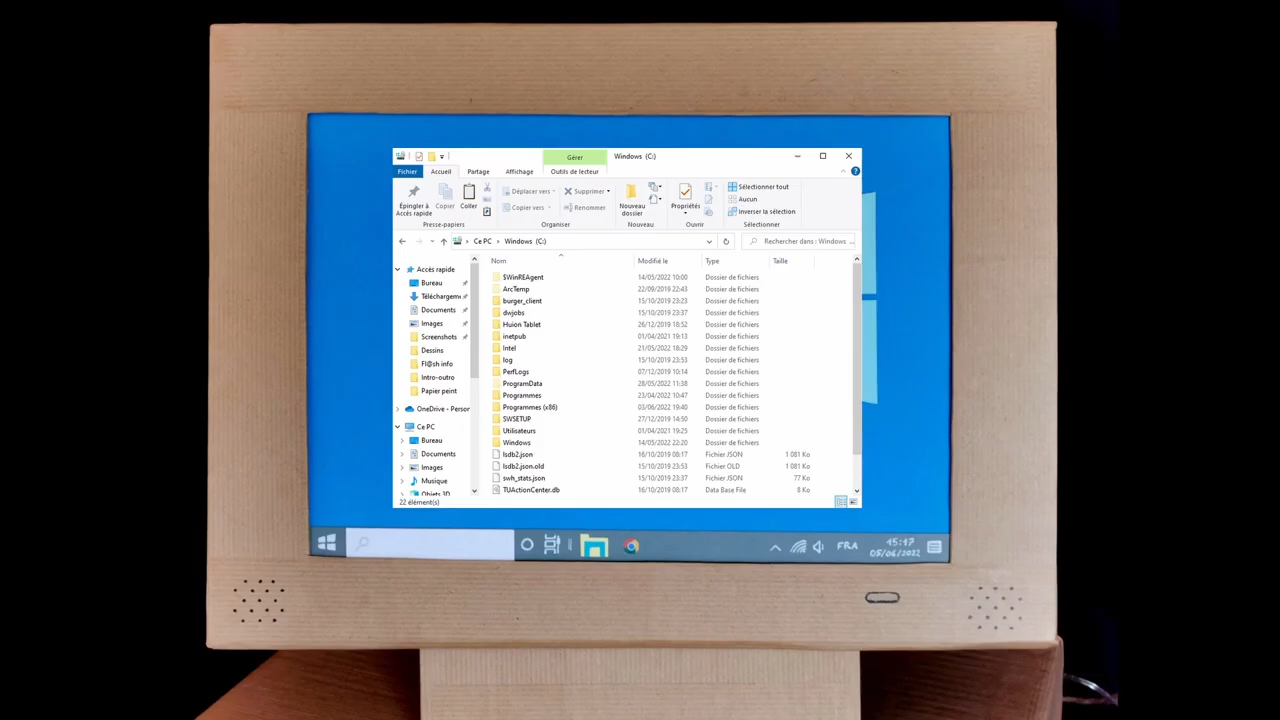 Gérer
Windows (C:)
Fichier
Accueil
Partage
Affichage
Outils de lecteur
Épingler à
Accès rapide
Copier
Coller
Déplacer vers
Copier vers
Supprimer
Renommer
Nouveau
dossier
Propriétés
Sélectionner tout
Aucun
Inverser la sélection
Presse-papiers
Organiser
Nouveau
Ouvrir
Sélectionner
Ce PC > Windows (C:)
Rechercher dans : Windows ...
Nom Modifié le Type Taille
Accès rapide
Bureau
Téléchargem
Documents
Images
Screenshots
Dessins
Fl@sh info
Intro-outro
Papier peint
OneDrive - Person
Ce PC
Bureau
Documents
Images
Musique
Objets 3D
$WinREAgent 14/05/2022 10:00 Dossier de fichiers
ArcTemp 22/09/2019 22:43 Dossier de fichiers
burger_client 15/10/2019 23:23 Dossier de fichiers
dwjobs 15/10/2019 23:37 Dossier de fichiers
Huion Tablet 26/12/2019 18:52 Dossier de fichiers
inetpub 01/04/2021 19:13 Dossier de fichiers
Intel 21/05/2022 18:29 Dossier de fichiers
log 15/10/2019 23:53 Dossier de fichiers
PerfLogs 07/12/2019 10:14 Dossier de fichiers
ProgramData 28/05/2022 11:38 Dossier de fichiers
Programmes 23/04/2022 10:47 Dossier de fichiers
Programmes (x86) 03/06/2022 19:40 Dossier de fichiers
SWSETUP 27/12/2019 14:50 Dossier de fichiers
Utilisateurs 01/04/2021 19:25 Dossier de fichiers
Windows 14/05/2022 22:20 Dossier de fichiers
lsdb2.json 16/10/2019 08:17 Fichier JSON 1 081 Ko
lsdb2.json.old 15/10/2019 23:53 Fichier OLD 1 081 Ko
swh_stats.json 15/10/2019 23:37 Fichier JSON 77 Ko
TUActionCenter.db 16/10/2019 08:17 Data Base File 8 Ko
22 élément(s)
FRA
15:17
05/06/2022